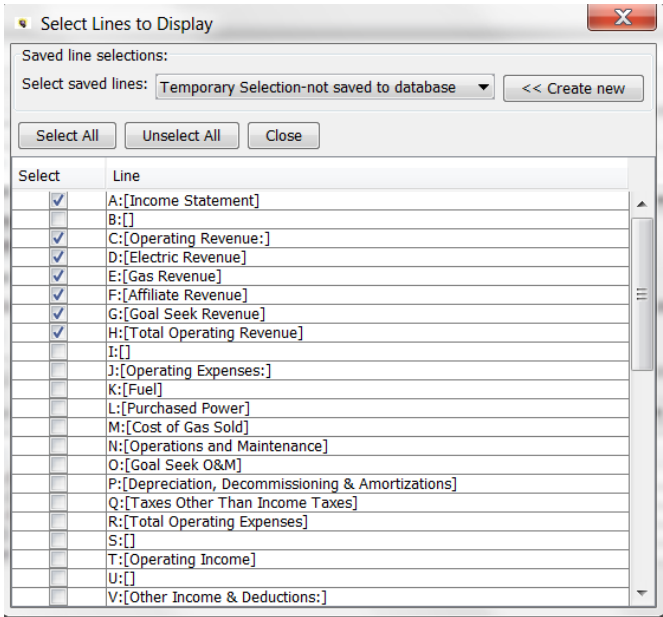 Select Lines to Display
Saved line selections:
Select saved lines: Temporary Selection-not saved to database << Create new
Select All Unselect All Close
Select Line
A:[Income Statement]
B:[]
C:[Operating Revenue:]
D:[Electric Revenue]
E:[Gas Revenue]
F:[Affiliate Revenue]
G:[Goal Seek Revenue]
H:[Total Operating Revenue]
I:[]
J:[Operating Expenses:]
K:[Fuel]
L:[Purchased Power]
M:[Cost of Gas Sold]
N:[Operations and Maintenance]
O:[Goal Seek O&M]
P:[Depreciation, Decommissioning & Amortizations]
Q:[Taxes Other Than Income Taxes]
R:[Total Operating Expenses]
S:[]
T:[Operating Income]
U:[]
V:[Other Income & Deductions:]